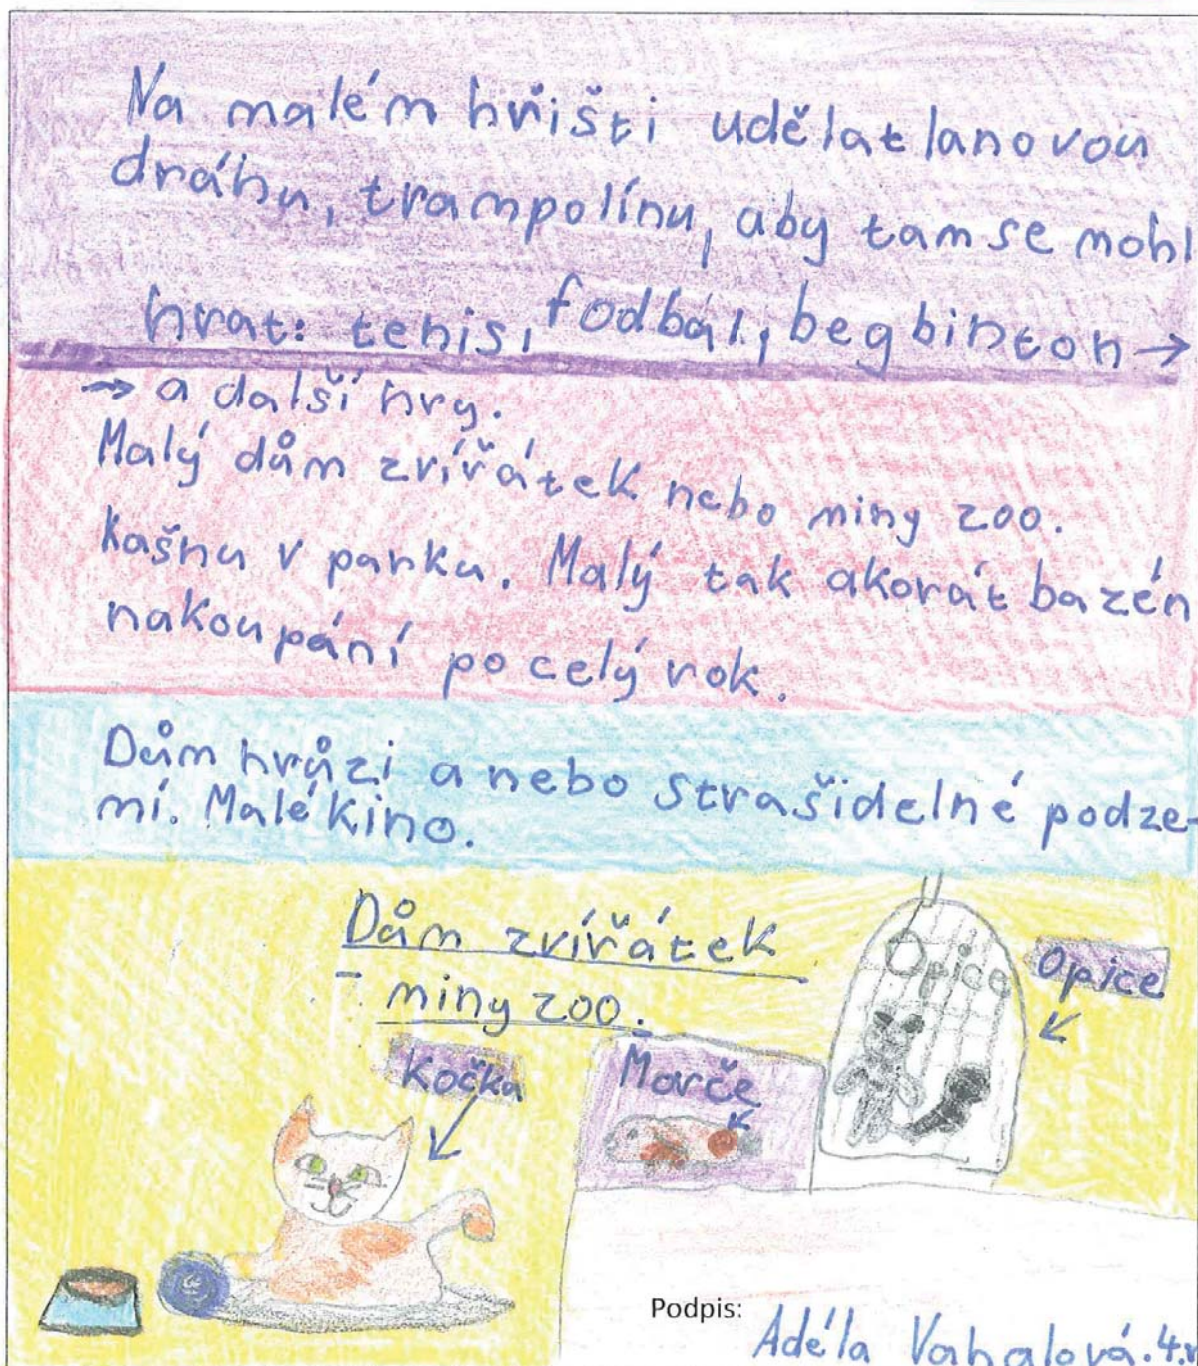 Na malém hřišti udělat lanovou
dráhu, trampolínu, aby tam se mohl
hrat: tenis, fodbál, begbinton →
→ a další hry.
Malý dům zvířátek nebo miny zoo.
Kašnu v parku. Malý tak akorát bazén
nakoupání po celý rok.
Dům hrůzi a nebo strašidelné podze-
mí. Malé kino.
Dům zvířátek
- miny zoo.
Opice
Opice
Kočka
Morče
Podpis:
Adéla Vahalová. 4.